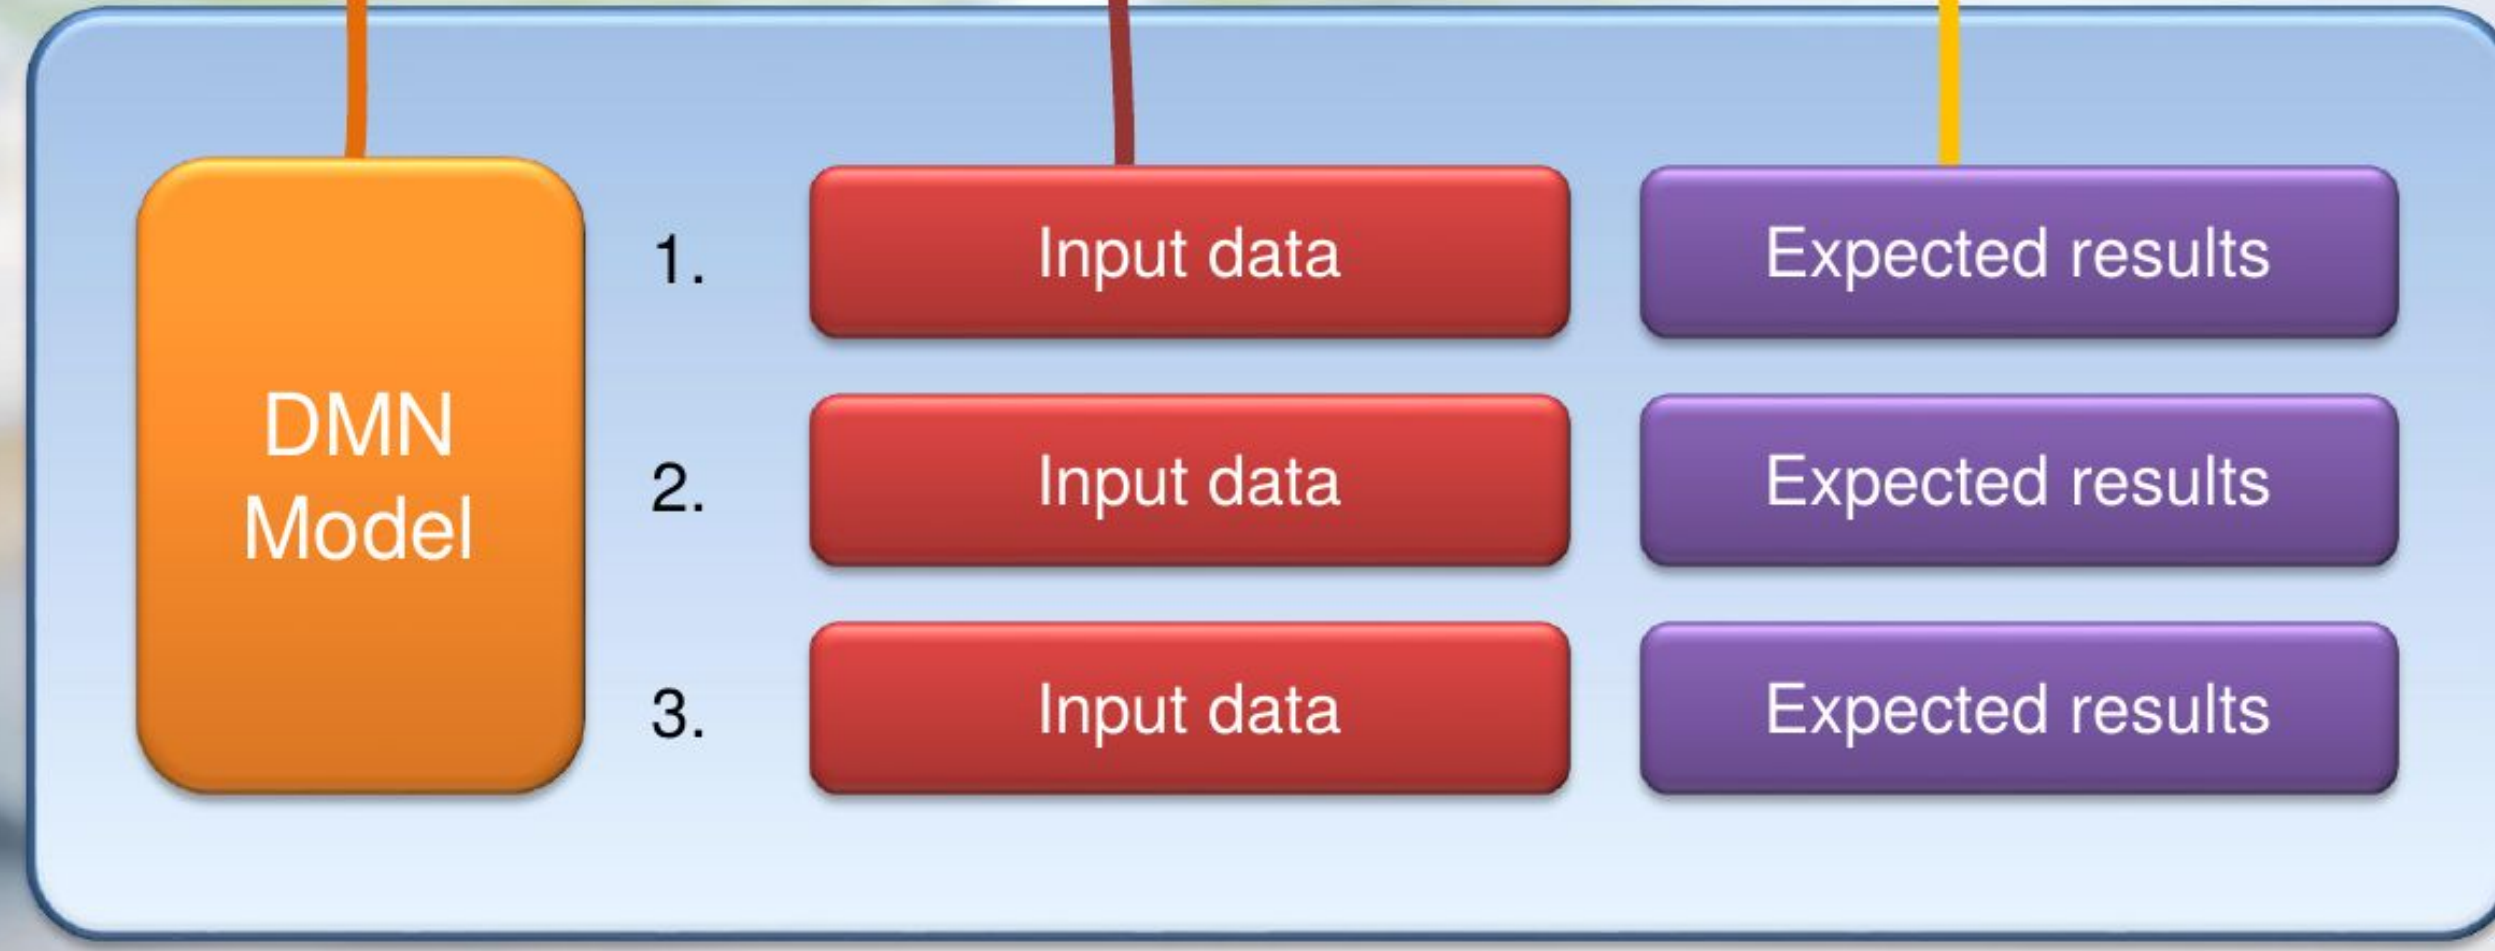 DMN
Model
1. Input data Expected results
2. Input data Expected results
3. Input data Expected results